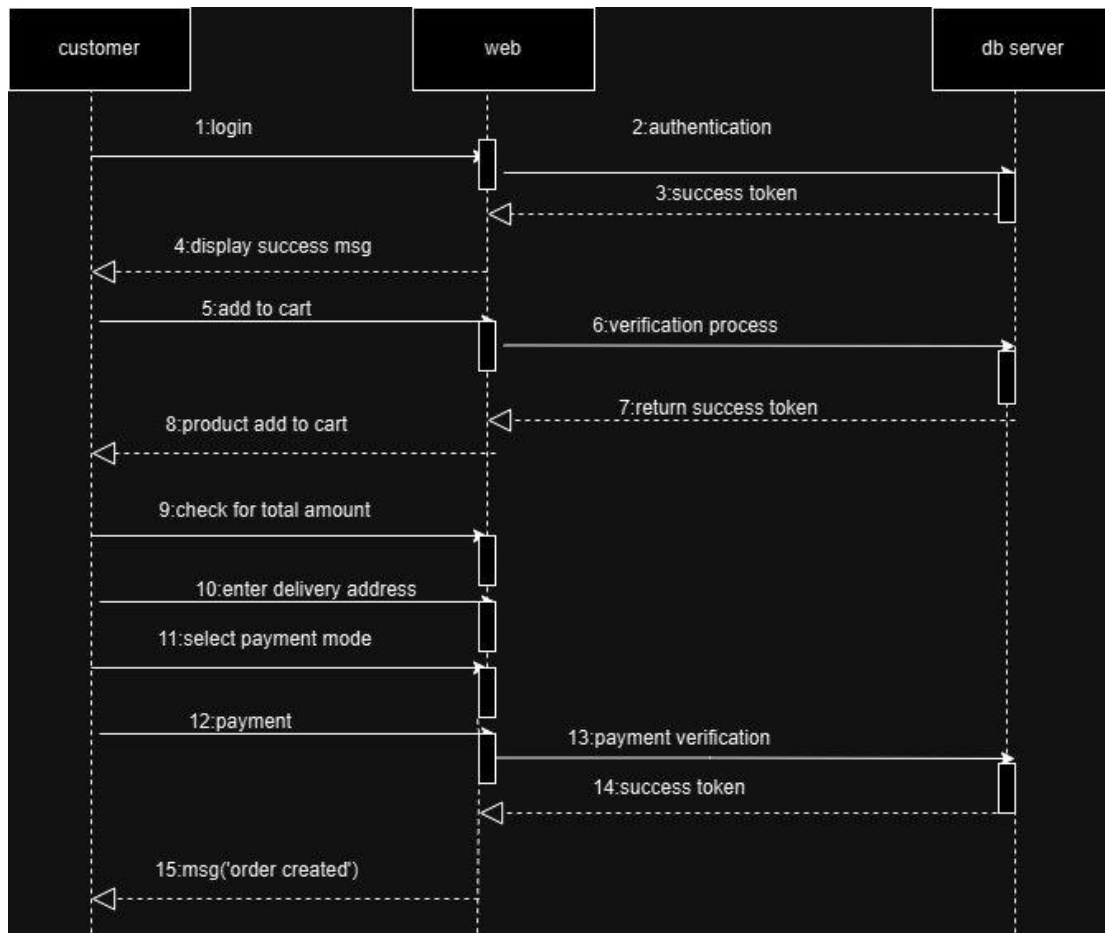 customer
web
db server
1:login
2:authentication
3:success token
4:display success msg
5:add to cart
6:verification process
7:return success token
8:product add to cart
9:check for total amount
10:enter delivery address
11:select payment mode
12:payment
13:payment verification
14:success token
15:msg('order created')